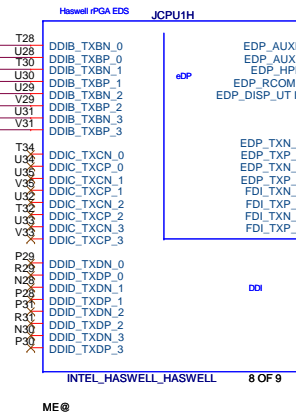 Haswell rPGA EDS
JCPU1H
T28 DDIB_TXBN_0 EDP_AUX
U28 DDIB_TXBP_0 EDP_AUX
T30 DDIB_TXBN_1 EDP_HP
U30 DDIB_TXBP_1 EDP_RCOM
U29 DDIB_TXBN_2 EDP_DISP_UTI
V29 DDIB_TXBP_2
U31 DDIB_TXBN_3
V31 DDIB_TXBP_3
eDP
T34 DDIC_TXCN_0 EDP_TXN_
U34 DDIC_TXCP_0 EDP_TXP_
U35 DDIC_TXCN_1 EDP_TXN_
V35 DDIC_TXCP_1 EDP_TXP_
U32 DDIC_TXCN_2 FDI_TXN_
T32 DDIC_TXCP_2 FDI_TXP_
U33 DDIC_TXCN_3 FDI_TXN_
V33 DDIC_TXCP_3 FDI_TXP_
P29 DDID_TXDN_0
R29 DDID_TXDP_0
N28 DDID_TXDN_1
P28 DDID_TXDP_1
P31 DDID_TXDN_2
R31 DDID_TXDP_2
N30 DDID_TXDN_3
P30 DDID_TXDP_3
DDI
INTEL_HASWELL_HASWELL 8 OF 9
ME@